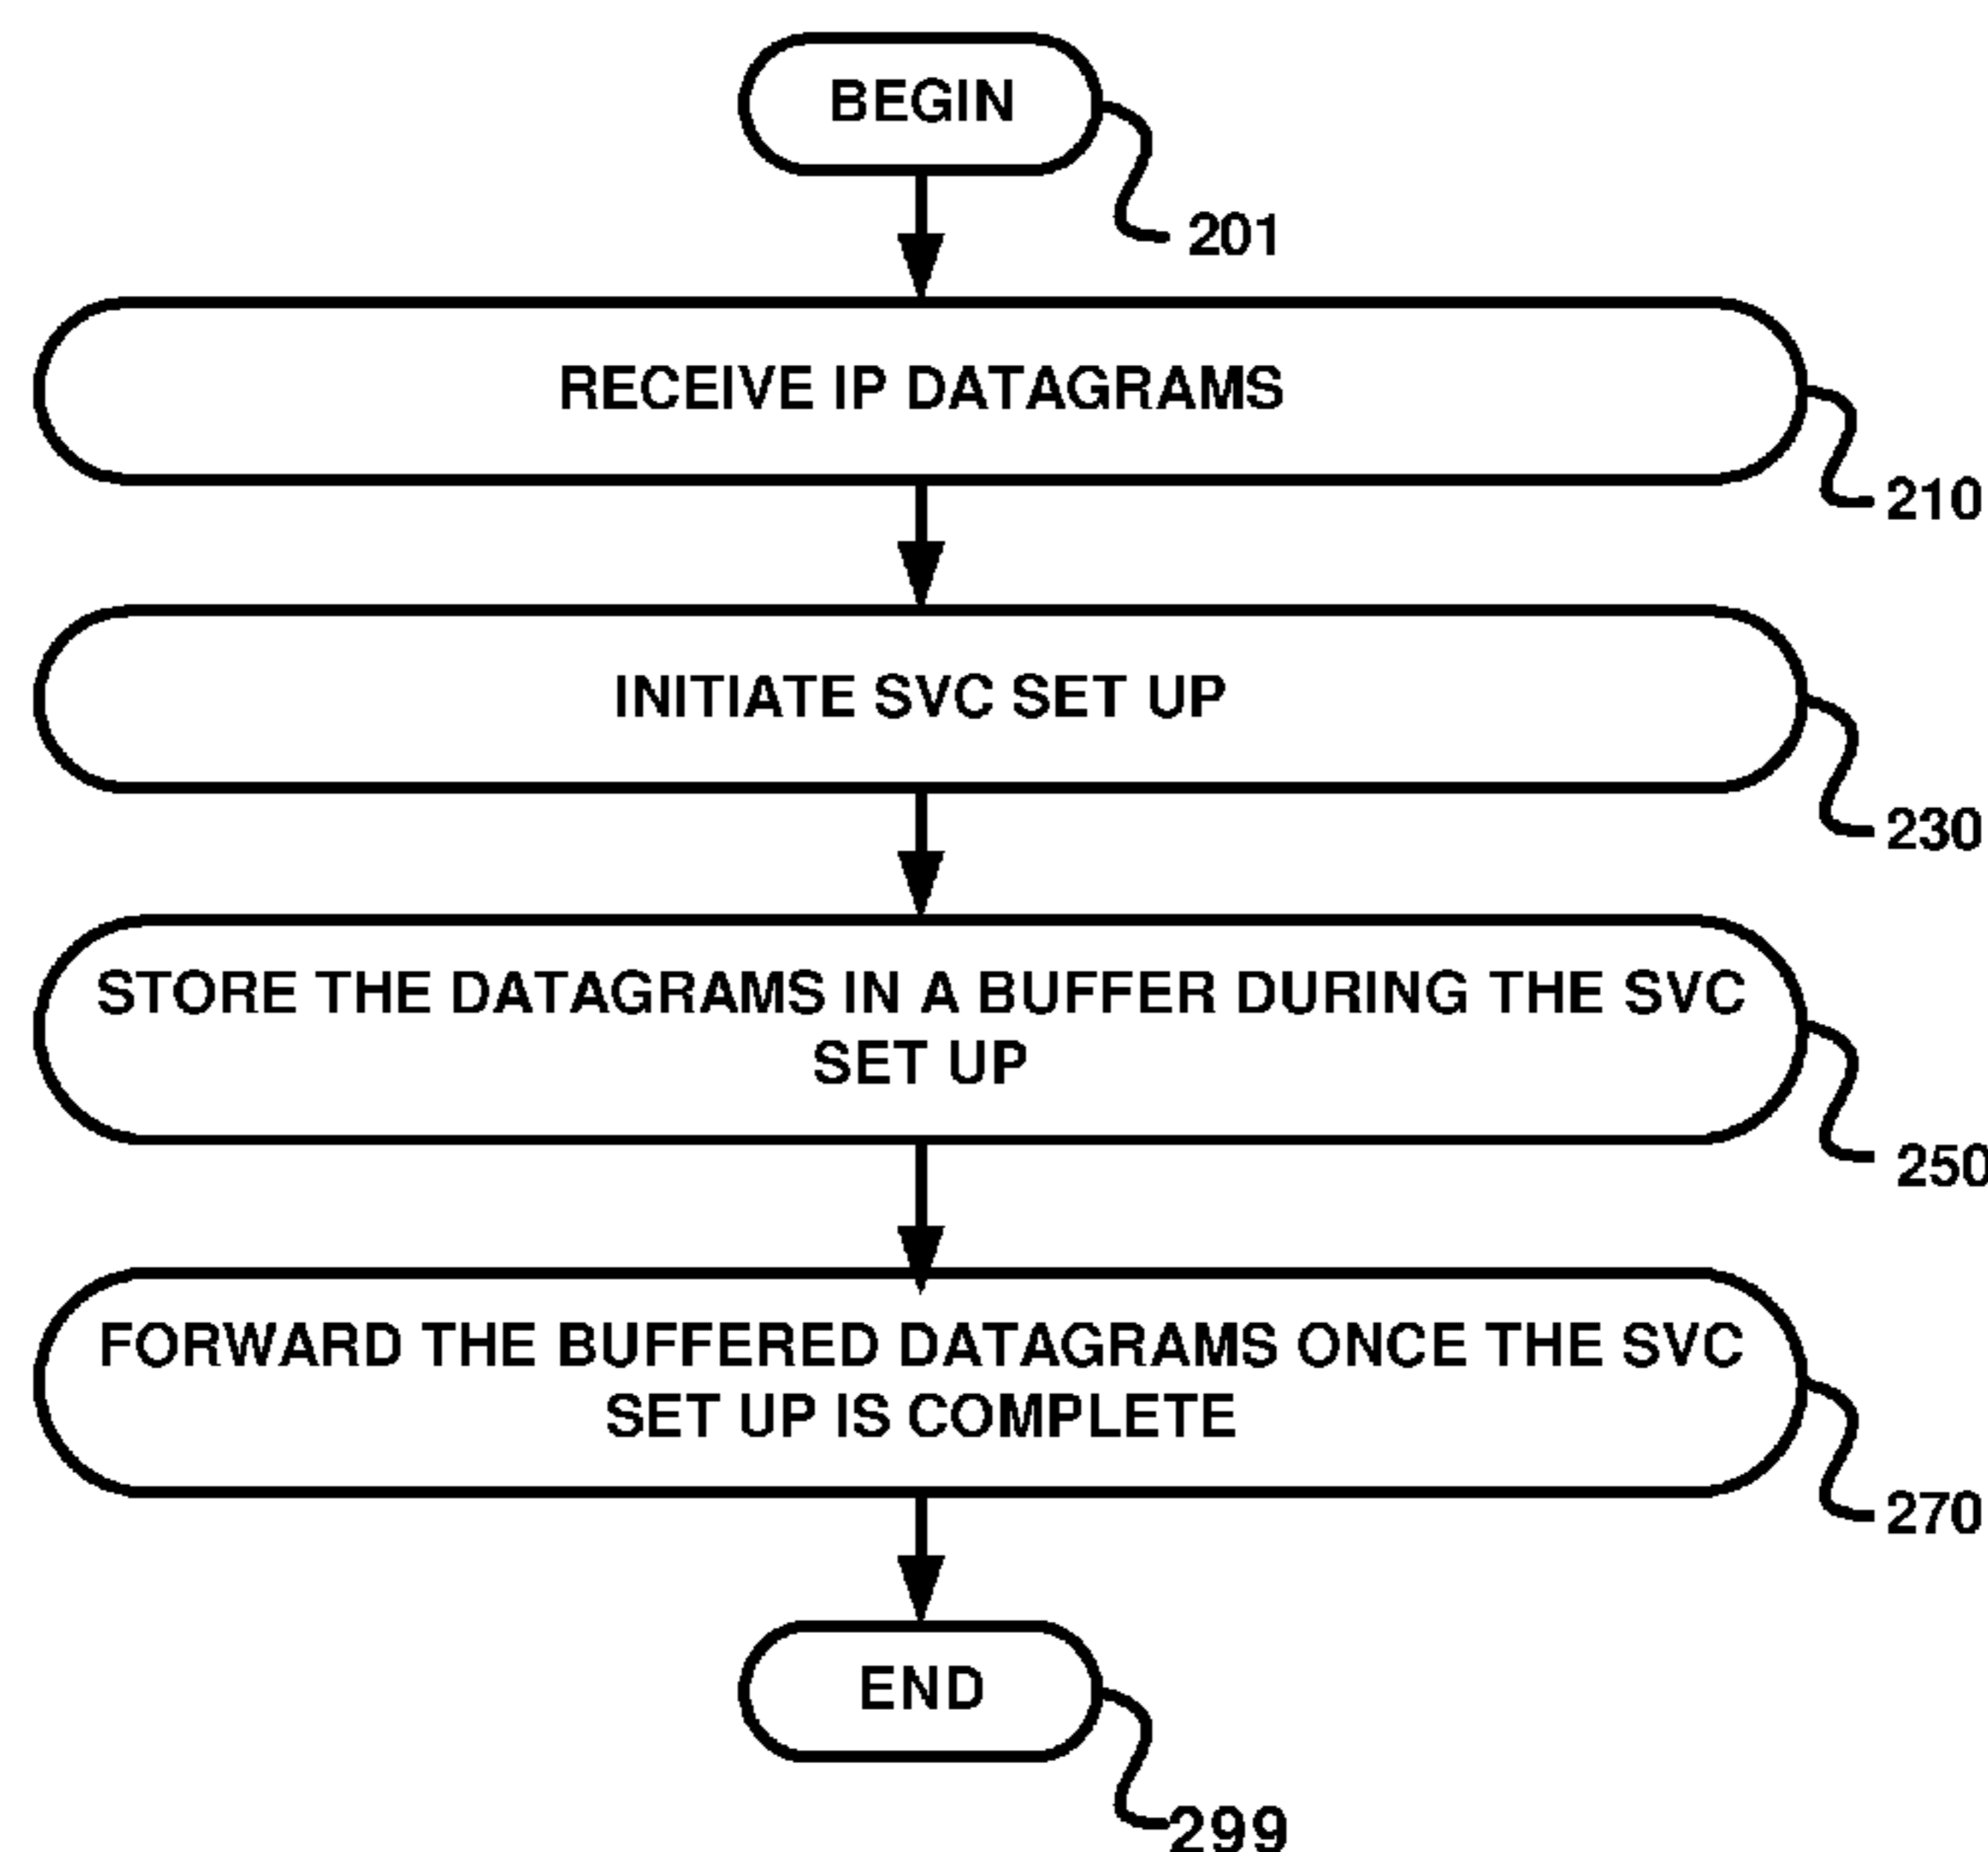 BEGIN
201
RECEIVE IP DATAGRAMS
210
INITIATE SVC SET UP
230
STORE THE DATAGRAMS IN A BUFFER DURING THE SVC
SET UP
250
FORWARD THE BUFFERED DATAGRAMS ONCE THE SVC
SET UP IS COMPLETE
270
END
299